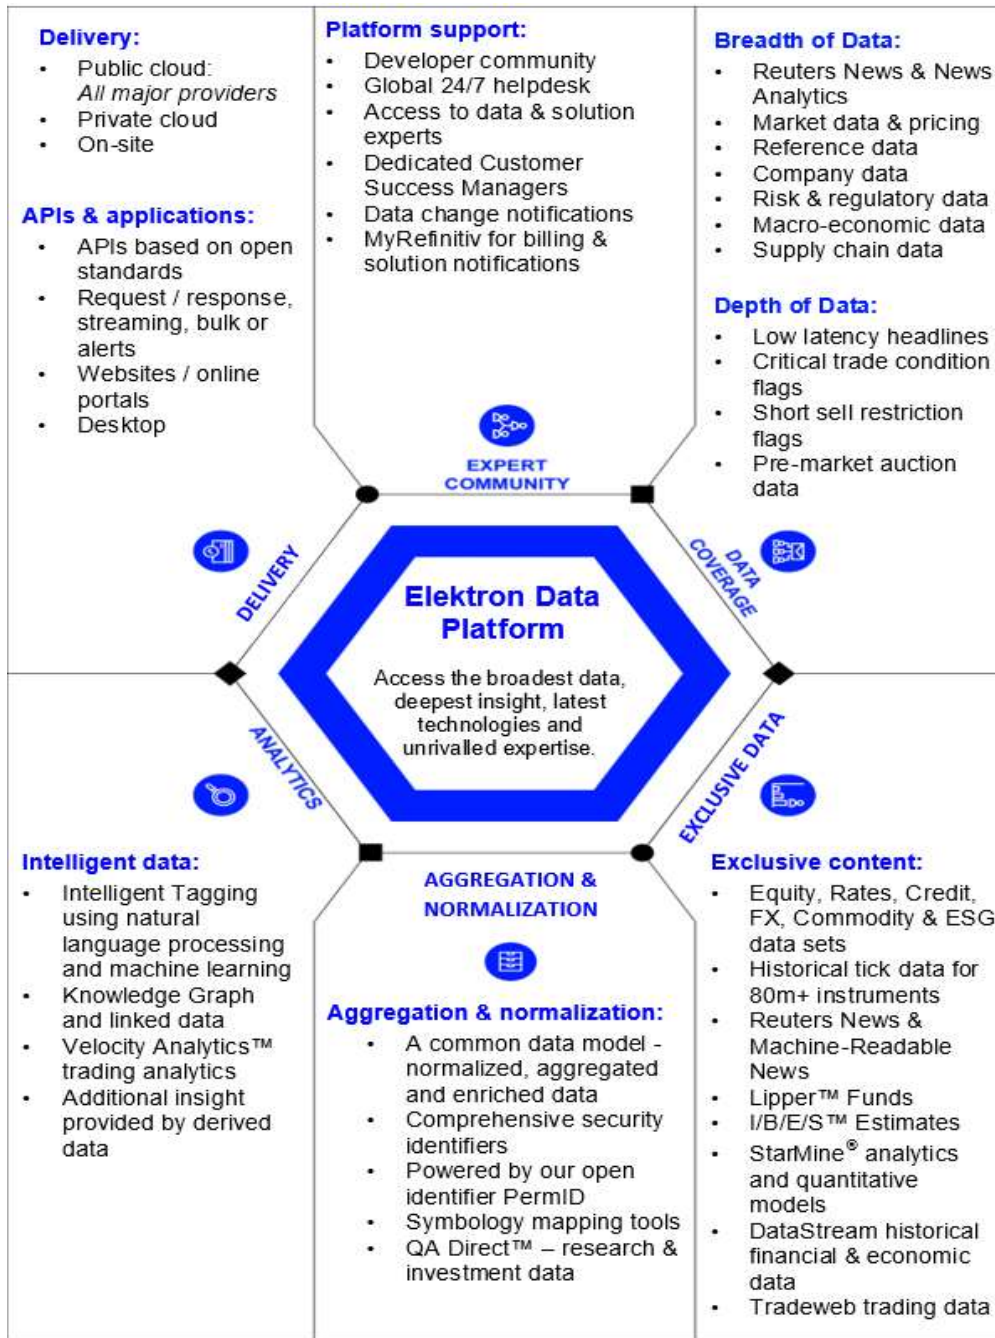 Delivery:
• Public cloud:
All major providers
• Private cloud
• On-site
APIs & applications:
• APIs based on open
standards
• Request / response,
streaming, bulk or
alerts
• Websites / online
portals
• Desktop
Platform support:
• Developer community
• Global 24/7 helpdesk
• Access to data & solution
experts
• Dedicated Customer
Success Managers
• Data change notifications
• MyRefinitiv for billing &
solution notifications
Breadth of Data:
• Reuters News & News
Analytics
• Market data & pricing
• Reference data
• Company data
• Risk & regulatory data
• Macro-economic data
• Supply chain data
Depth of Data:
• Low latency headlines
• Critical trade condition
flags
• Short sell restriction
flags
• Pre-market auction
data
EXPERT
COMMUNITY
DELIVERY
DATA
COVERAGE
Elektron Data
Platform
Access the broadest data,
deepest insight, latest
technologies and
unrivalled expertise.
ANALYTICS
EXCLUSIVE DATA
AGGREGATION &
NORMALIZATION
Intelligent data:
• Intelligent Tagging
using natural
language processing
and machine learning
• Knowledge Graph
and linked data
• Velocity Analytics™
trading analytics
• Additional insight
provided by derived
data
Aggregation & normalization:
• A common data model -
normalized, aggregated
and enriched data
• Comprehensive security
identifiers
• Powered by our open
identifier PermID
• Symbology mapping tools
• QA Direct™ – research &
investment data
Exclusive content:
• Equity, Rates, Credit,
FX, Commodity & ESG
data sets
• Historical tick data for
80m+ instruments
• Reuters News &
Machine-Readable
News
• Lipper™ Funds
• I/B/E/S™ Estimates
• StarMine® analytics
and quantitative
models
• DataStream historical
financial & economic
data
• Tradeweb trading data